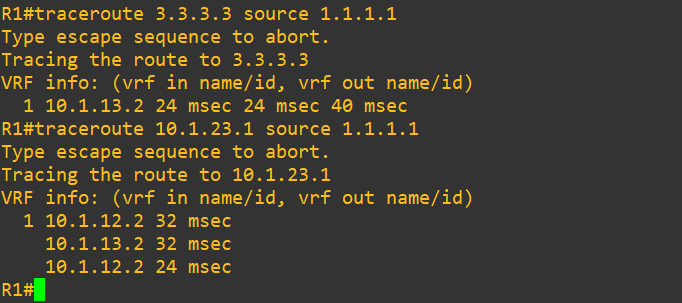 R1#traceroute 3.3.3.3 source 1.1.1.1
Type escape sequence to abort.
Tracing the route to 3.3.3.3
VRF info: (vrf in name/id, vrf out name/id)
  1 10.1.13.2 24 msec 24 msec 40 msec
R1#traceroute 10.1.23.1 source 1.1.1.1
Type escape sequence to abort.
Tracing the route to 10.1.23.1
VRF info: (vrf in name/id, vrf out name/id)
  1 10.1.12.2 32 msec
    10.1.13.2 32 msec
    10.1.12.2 24 msec
R1#